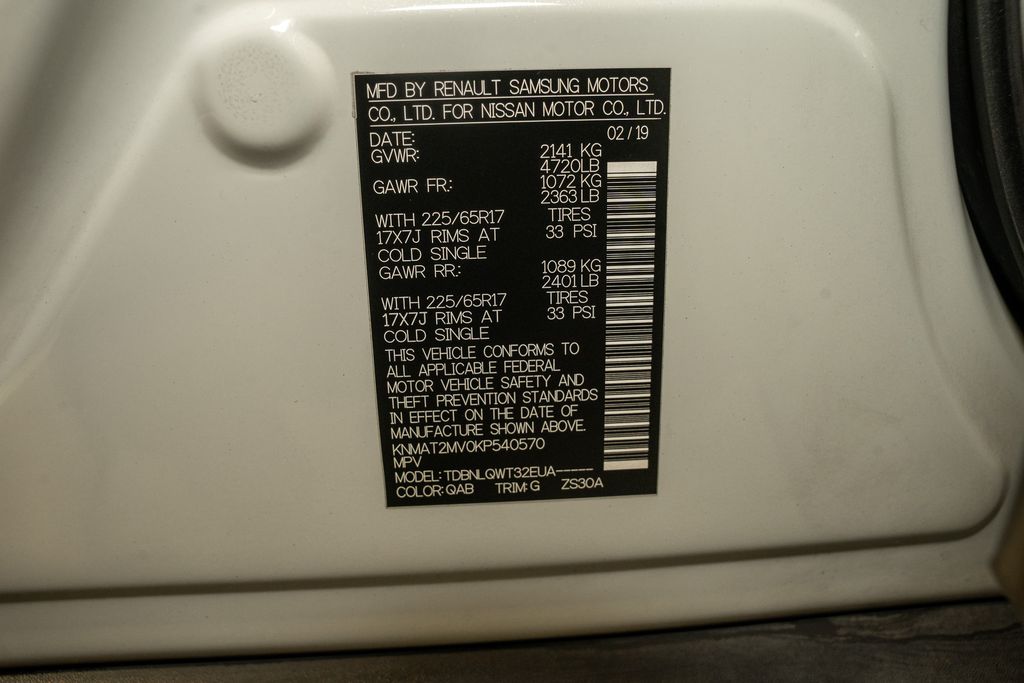 MFD BY RENAULT SAMSUNG MOTORS
CO., LTD. FOR NISSAN MOTOR CO., LTD.
DATE: 02/19
GVWR: 2141 KG
4720LB
GAWR FR: 1072 KG
2363 LB
WITH 225/65R17 TIRES
17X7J RIMS AT 33 PSI
COLD SINGLE
GAWR RR: 1089 KG
2401 LB
WITH 225/65R17 TIRES
17X7J RIMS AT 33 PSI
COLD SINGLE
THIS VEHICLE CONFORMS TO
ALL APPLICABLE FEDERAL
MOTOR VEHICLE SAFETY AND
THEFT PREVENTION STANDARDS
IN EFFECT ON THE DATE OF
MANUFACTURE SHOWN ABOVE.
KNMAT2MV0KP540570
MPV
MODEL: TDBNLQWT32EUA-----
COLOR: QAB TRIM: G ZS30A